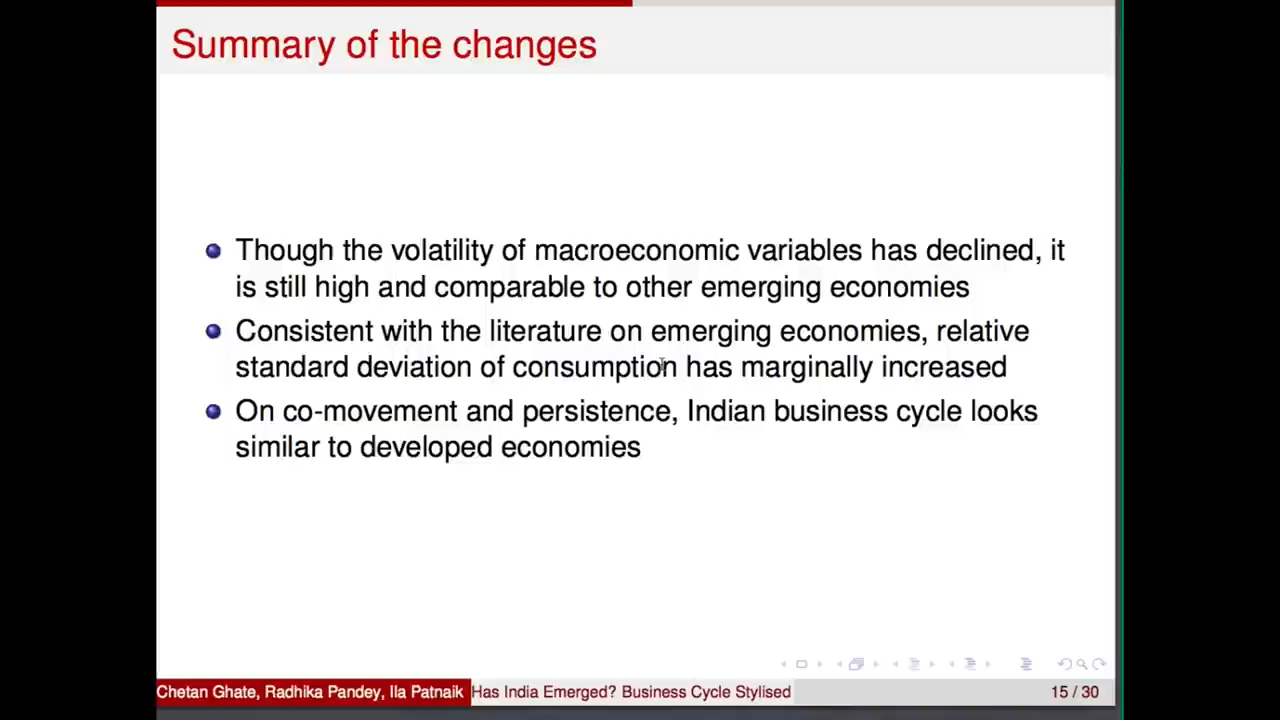 Summary of the changes
Though the volatility of macroeconomic variables has declined, it
is still high and comparable to other emerging economies
Consistent with the literature on emerging economies, relative
standard deviation of consumption has marginally increased
On co-movement and persistence, Indian business cycle looks
similar to developed economies
Chetan Ghate, Radhika Pandey, Ila Patnaik Has India Emerged? Business Cycle Stylised 15 / 30